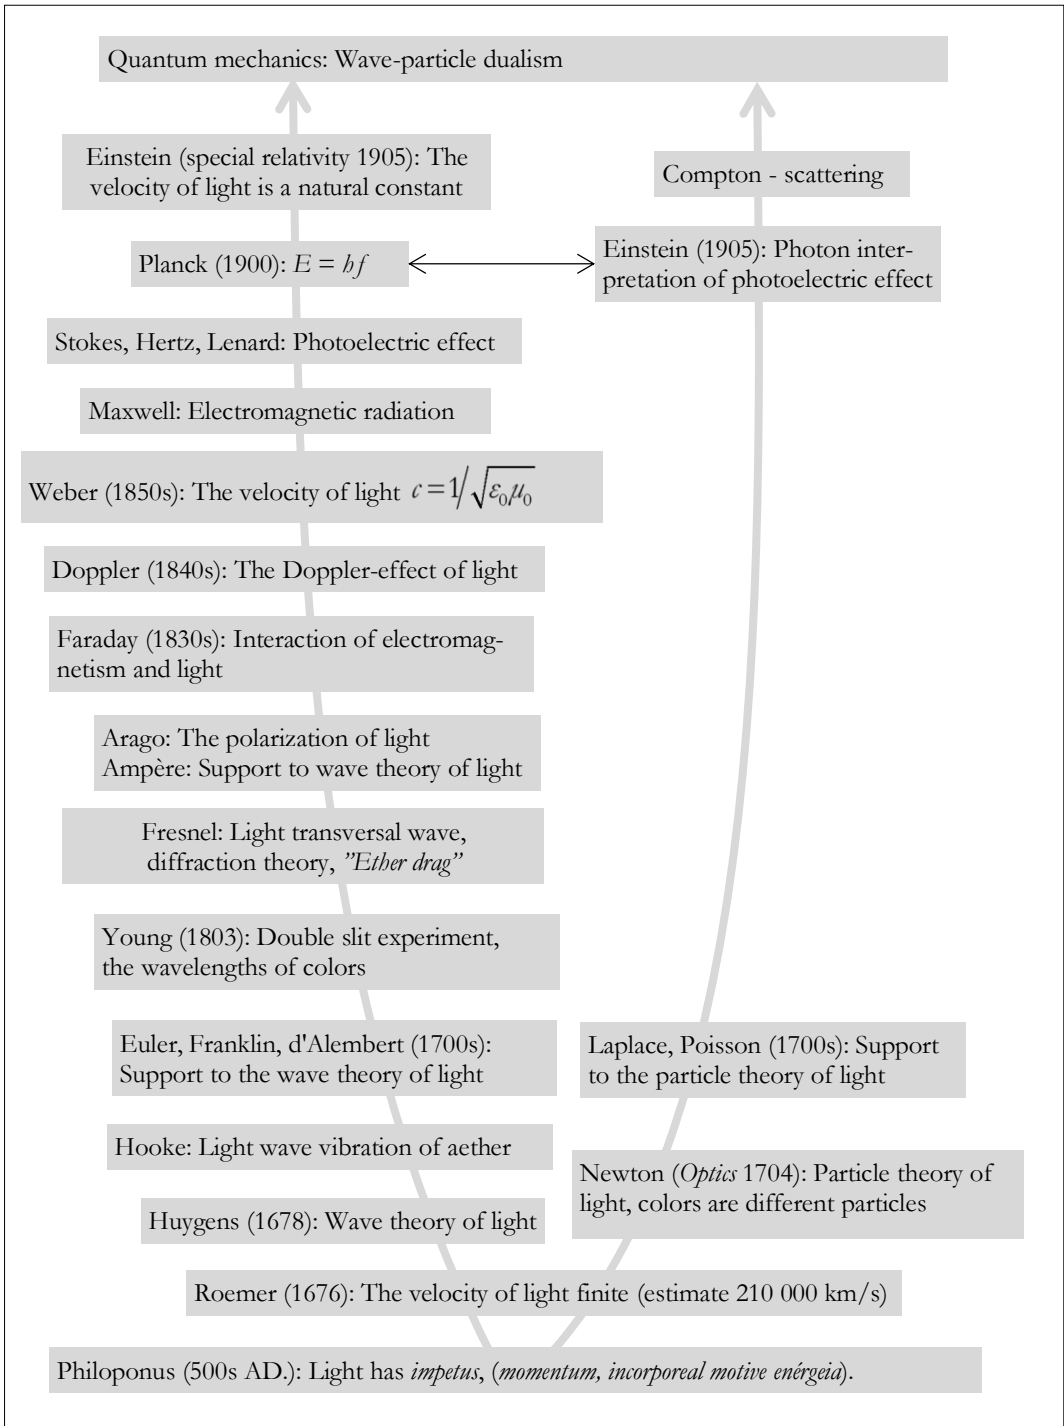 Quantum mechanics: Wave-particle dualism
Einstein (special relativity 1905): The
velocity of light is a natural constant
Compton - scattering
Planck (1900): E = hf
Einstein (1905): Photon inter-
pretation of photoelectric effect
Stokes, Hertz, Lenard: Photoelectric effect
Maxwell: Electromagnetic radiation
Weber (1850s): The velocity of light c = 1/√ε₀μ₀
Doppler (1840s): The Doppler-effect of light
Faraday (1830s): Interaction of electromag-
netism and light
Arago: The polarization of light
Ampère: Support to wave theory of light
Fresnel: Light transversal wave,
diffraction theory, ”Ether drag”
Young (1803): Double slit experiment,
the wavelengths of colors
Euler, Franklin, d'Alembert (1700s):
Support to the wave theory of light
Laplace, Poisson (1700s): Support
to the particle theory of light
Hooke: Light wave vibration of aether
Newton (Optics 1704): Particle theory of
light, colors are different particles
Huygens (1678): Wave theory of light
Roemer (1676): The velocity of light finite (estimate 210 000 km/s)
Philoponus (500s AD.): Light has impetus, (momentum, incorporeal motive enérgeia).